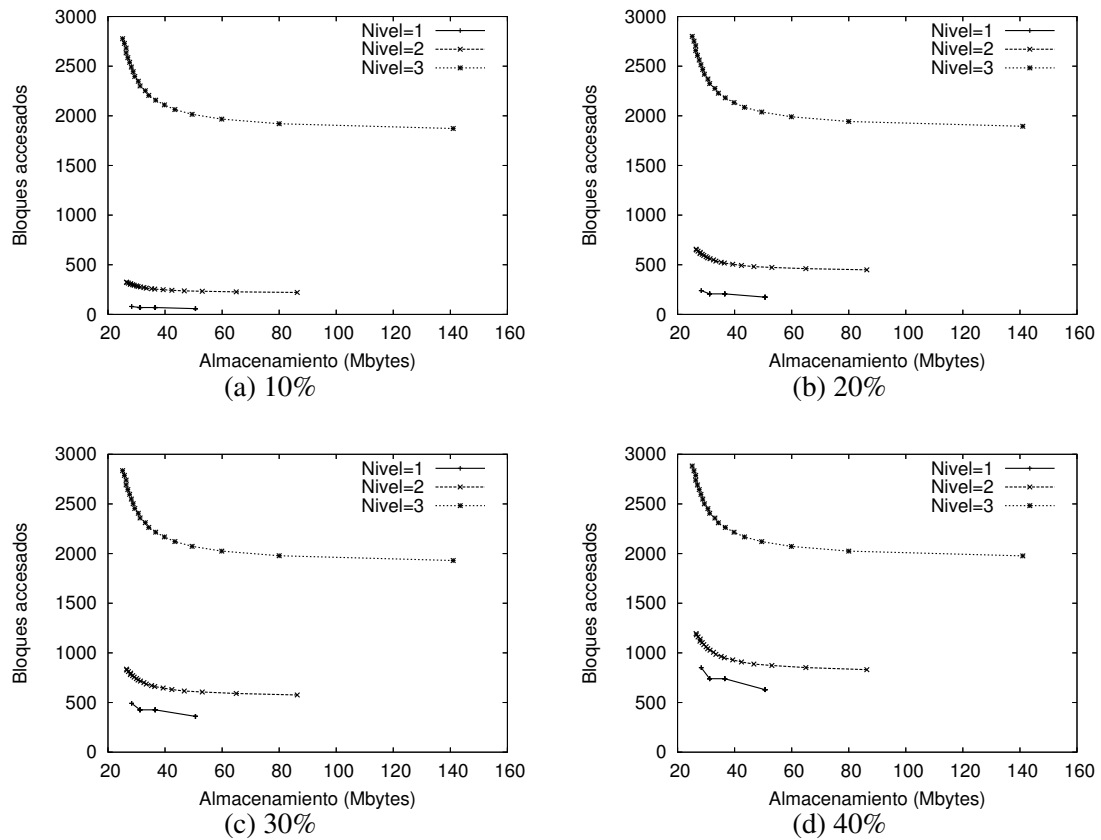 3000
2500
2000
1500
1000
500
0
Bloques accesados
Nivel=1
Nivel=2
Nivel=3
20 40 60 80 100 120 140 160
Almacenamiento (Mbytes)
(a) 10%
3000
2500
2000
1500
1000
500
0
Bloques accesados
Nivel=1
Nivel=2
Nivel=3
20 40 60 80 100 120 140 160
Almacenamiento (Mbytes)
(b) 20%
3000
2500
2000
1500
1000
500
0
Bloques accesados
Nivel=1
Nivel=2
Nivel=3
20 40 60 80 100 120 140 160
Almacenamiento (Mbytes)
(c) 30%
3000
2500
2000
1500
1000
500
0
Bloques accesados
Nivel=1
Nivel=2
Nivel=3
20 40 60 80 100 120 140 160
Almacenamiento (Mbytes)
(d) 40%